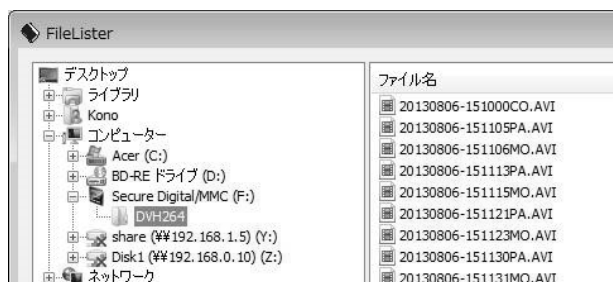 FileLister
デスクトップ
ライブラリ
Kono
コンピューター
Acer (C:)
BD-RE ドライブ (D:)
Secure Digital/MMC (F:)
DVH264
share (¥¥192.168.1.5) (Y:)
Disk1 (¥¥192.168.0.10) (Z:)
ネットワーク
ファイル名
20130806-151000CO.AVI
20130806-151105PA.AVI
20130806-151106MO.AVI
20130806-151113PA.AVI
20130806-151115MO.AVI
20130806-151121PA.AVI
20130806-151123MO.AVI
20130806-151130PA.AVI
20130806-151131MO.AVI